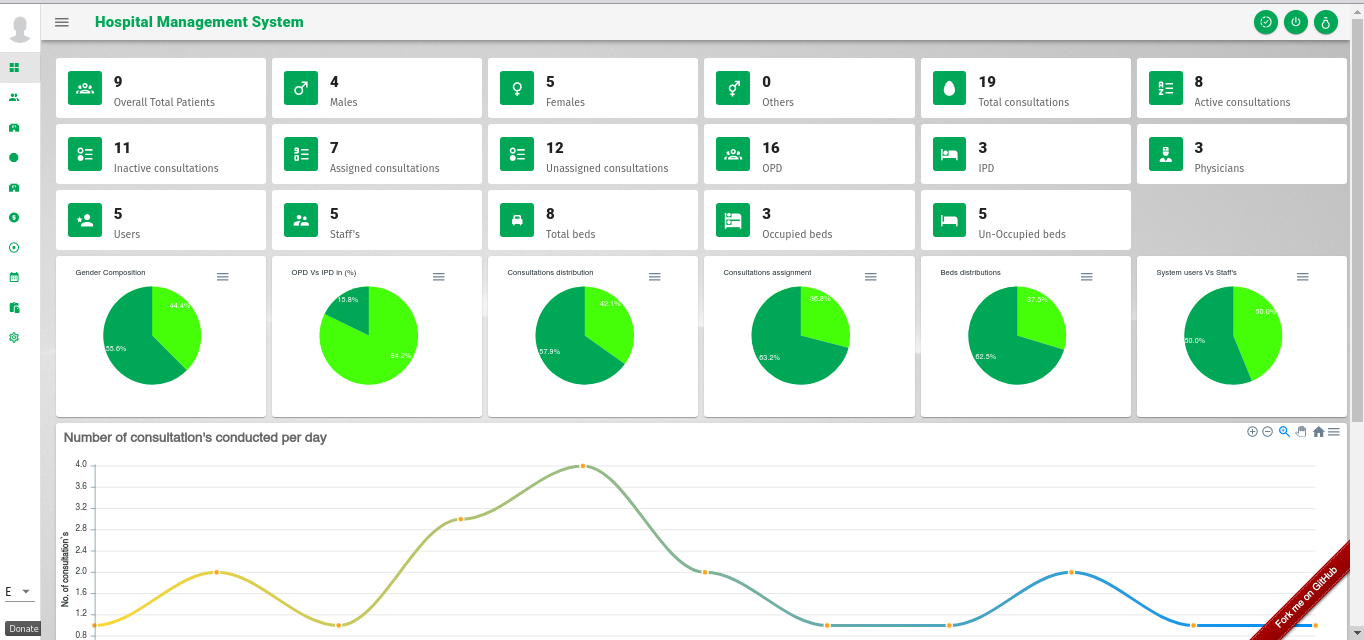 Hospital Management System
9
Overall Total Patients
4
Males
5
Females
0
Others
19
Total consultations
8
Active consultations
11
Inactive consultations
7
Assigned consultations
12
Unassigned consultations
16
OPD
3
IPD
3
Physicians
5
Users
5
Staff's
8
Total beds
3
Occupied beds
5
Un-Occupied beds
Gender Composition
44.4%
55.6%
OPD Vs IPD in (%)
15.8%
84.2%
Consultations distribution
42.1%
57.9%
Consultations assignment
36.8%
63.2%
Beds distributions
37.5%
62.5%
System users Vs Staff's
50.0%
50.0%
Number of consultation's conducted per day
4.0
3.6
3.2
2.8
2.4
2.0
1.6
1.2
0.8
No. of consultation`s
E
Donate
Fork me on GitHub